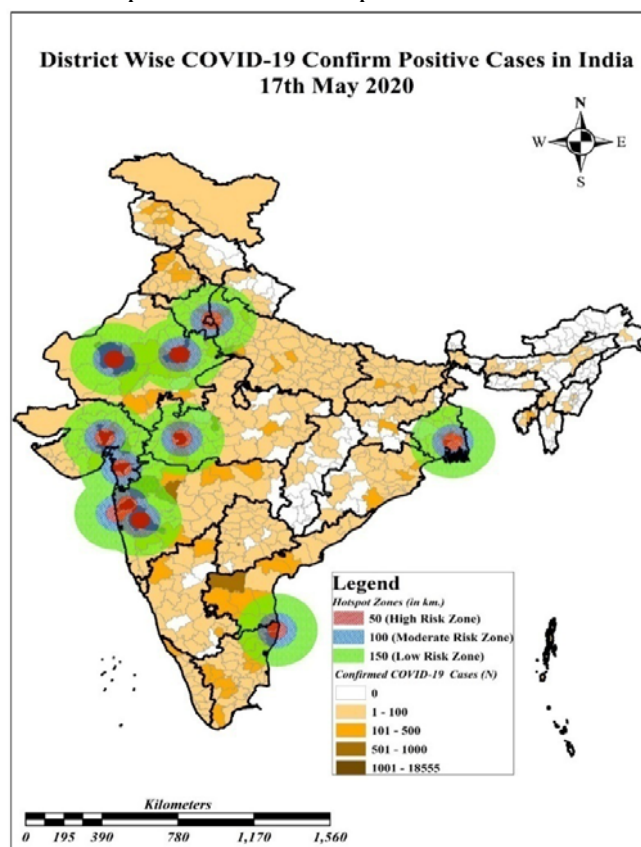 District Wise COVID-19 Confirm Positive Cases in India
17th May 2020
N
W E
S
Legend
Hotspot Zones (in km.)
50 (High Risk Zone)
100 (Moderate Risk Zone)
150 (Low Risk Zone)
Confirmed COVID-19 Cases (N)
0
1 - 100
101 - 500
501 - 1000
1001 - 18555
Kilometers
0 195 390 780 1,170 1,560